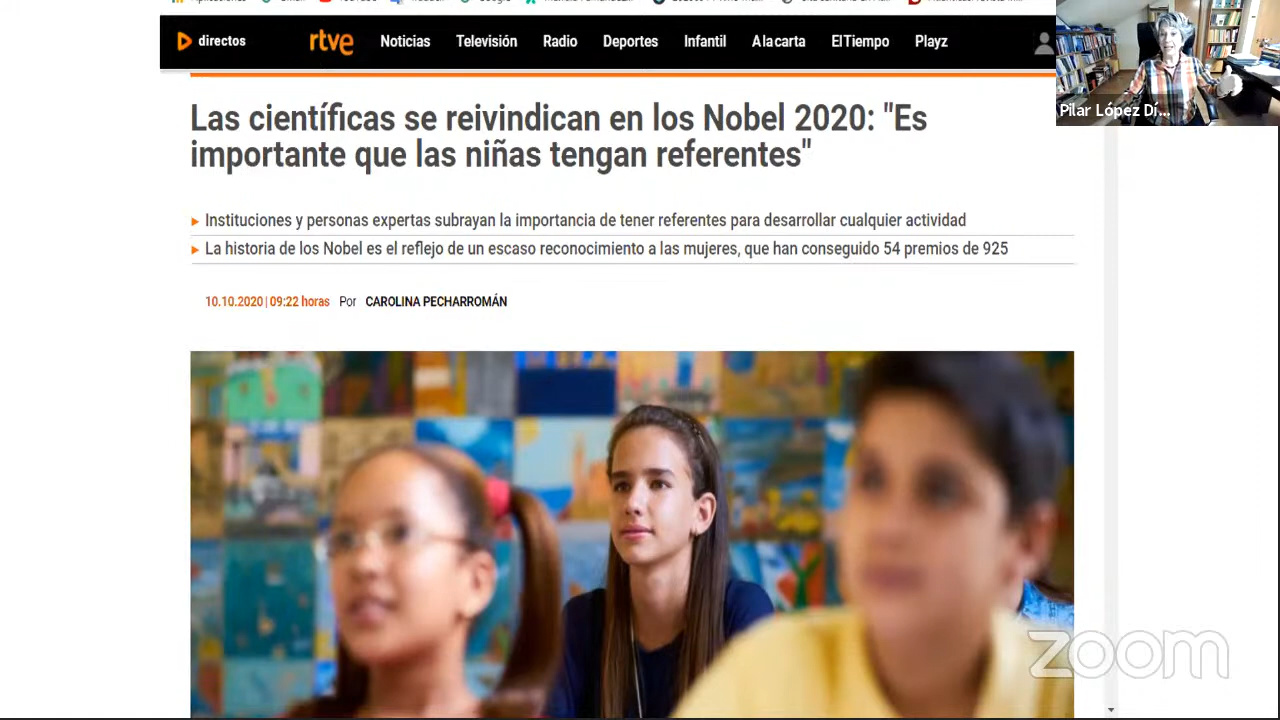 directos
rtve
Noticias Televisión Radio Deportes Infantil A la carta El Tiempo Playz
Pilar López Dí...
Las científicas se reivindican en los Nobel 2020: "Es
importante que las niñas tengan referentes"
Instituciones y personas expertas subrayan la importancia de tener referentes para desarrollar cualquier actividad
La historia de los Nobel es el reflejo de un escaso reconocimiento a las mujeres, que han conseguido 54 premios de 925
10.10.2020 | 09:22 horas Por CAROLINA PECHARROMÁN
zoom